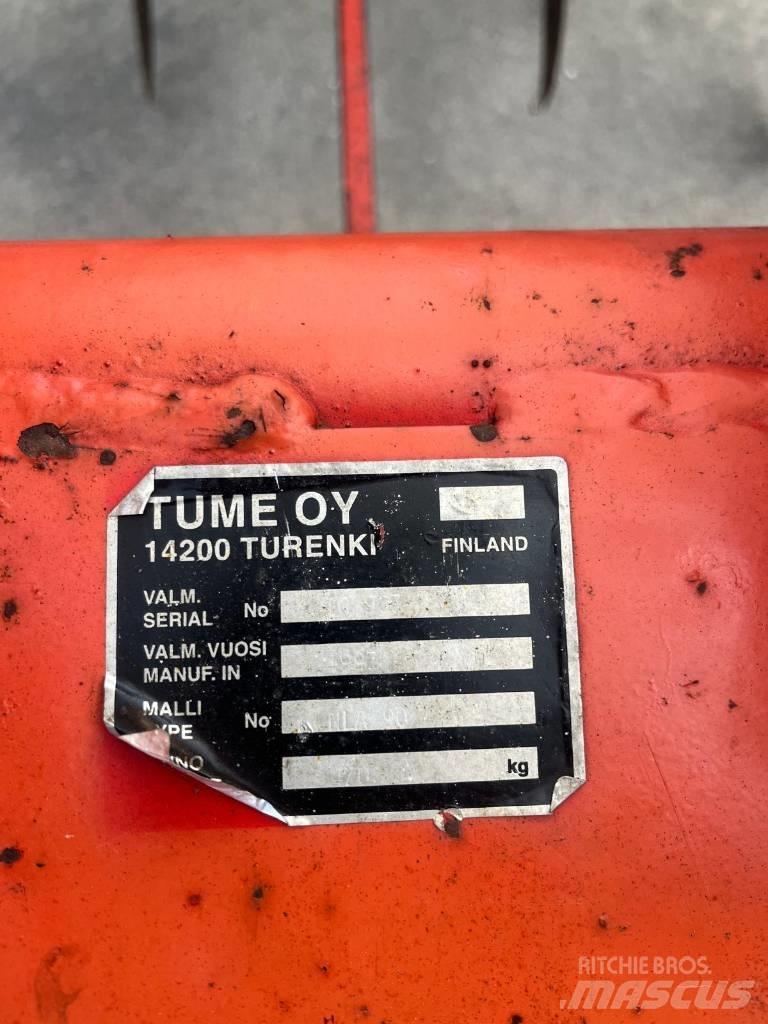 TUME OY
14200 TURENKI
FINLAND
VALM.
SERIAL No
VALM. VUOSI
MANUF. IN
MALLI
No
kg
RITCHIE BROS.
MASCUS